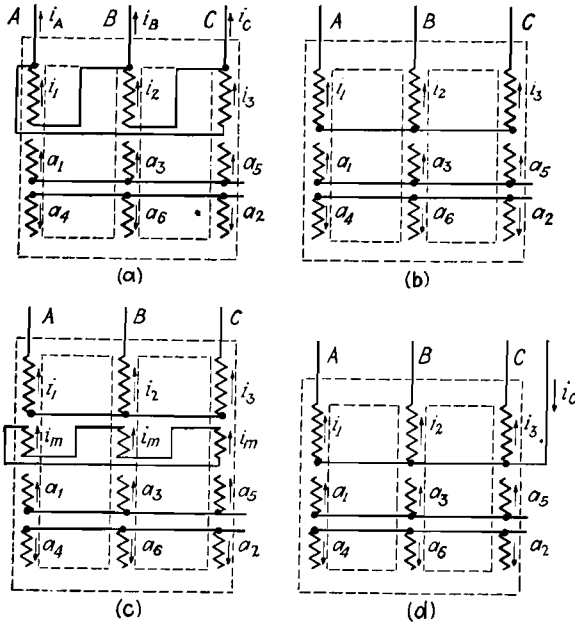 A i_A B i_B C i_C
i_1 i_2 i_3
a_1 a_3 a_5
a_4 a_6 a_2
(a)
A B C
i_1 i_2 i_3
a_1 a_3 a_5
a_4 a_6 a_2
(b)
A B C
i_1 i_2 i_3
i_m i_m i_m
a_1 a_3 a_5
a_4 a_6 a_2
(c)
A B C
i_0
i_1 i_2 i_3
a_1 a_3 a_5
a_4 a_6 a_2
(d)